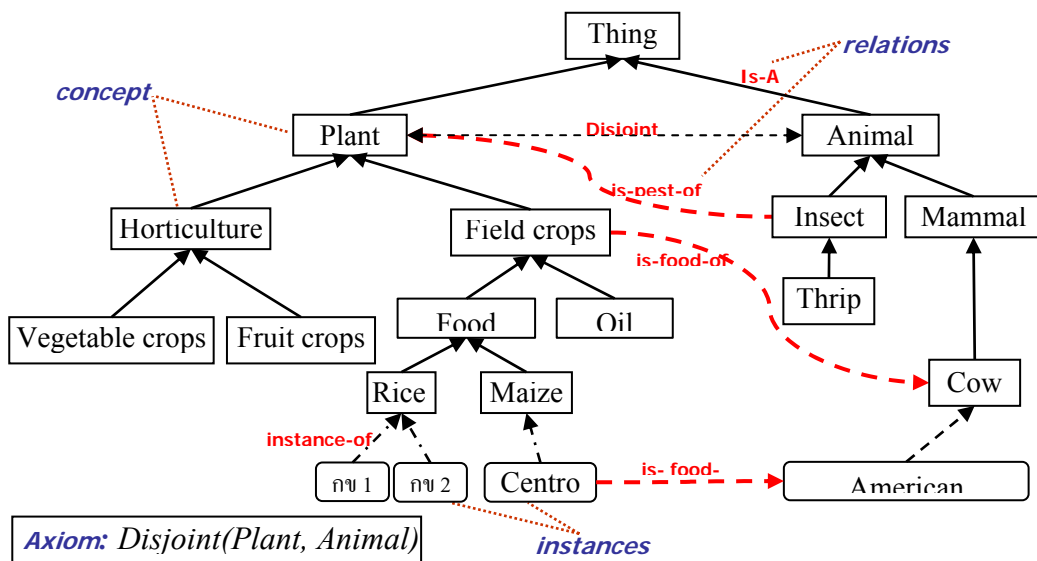 Thing
relations
Is-A
concept
Plant
Disjoint
Animal
is-pest-of
Horticulture
Field crops
Insect
Mammal
is-food-of
Vegetable crops
Fruit crops
Food
Oil
Thrip
Rice
Maize
Cow
instance-of
กข 1
กข 2
Centro
is- food-
American
Axiom: Disjoint(Plant, Animal)
instances